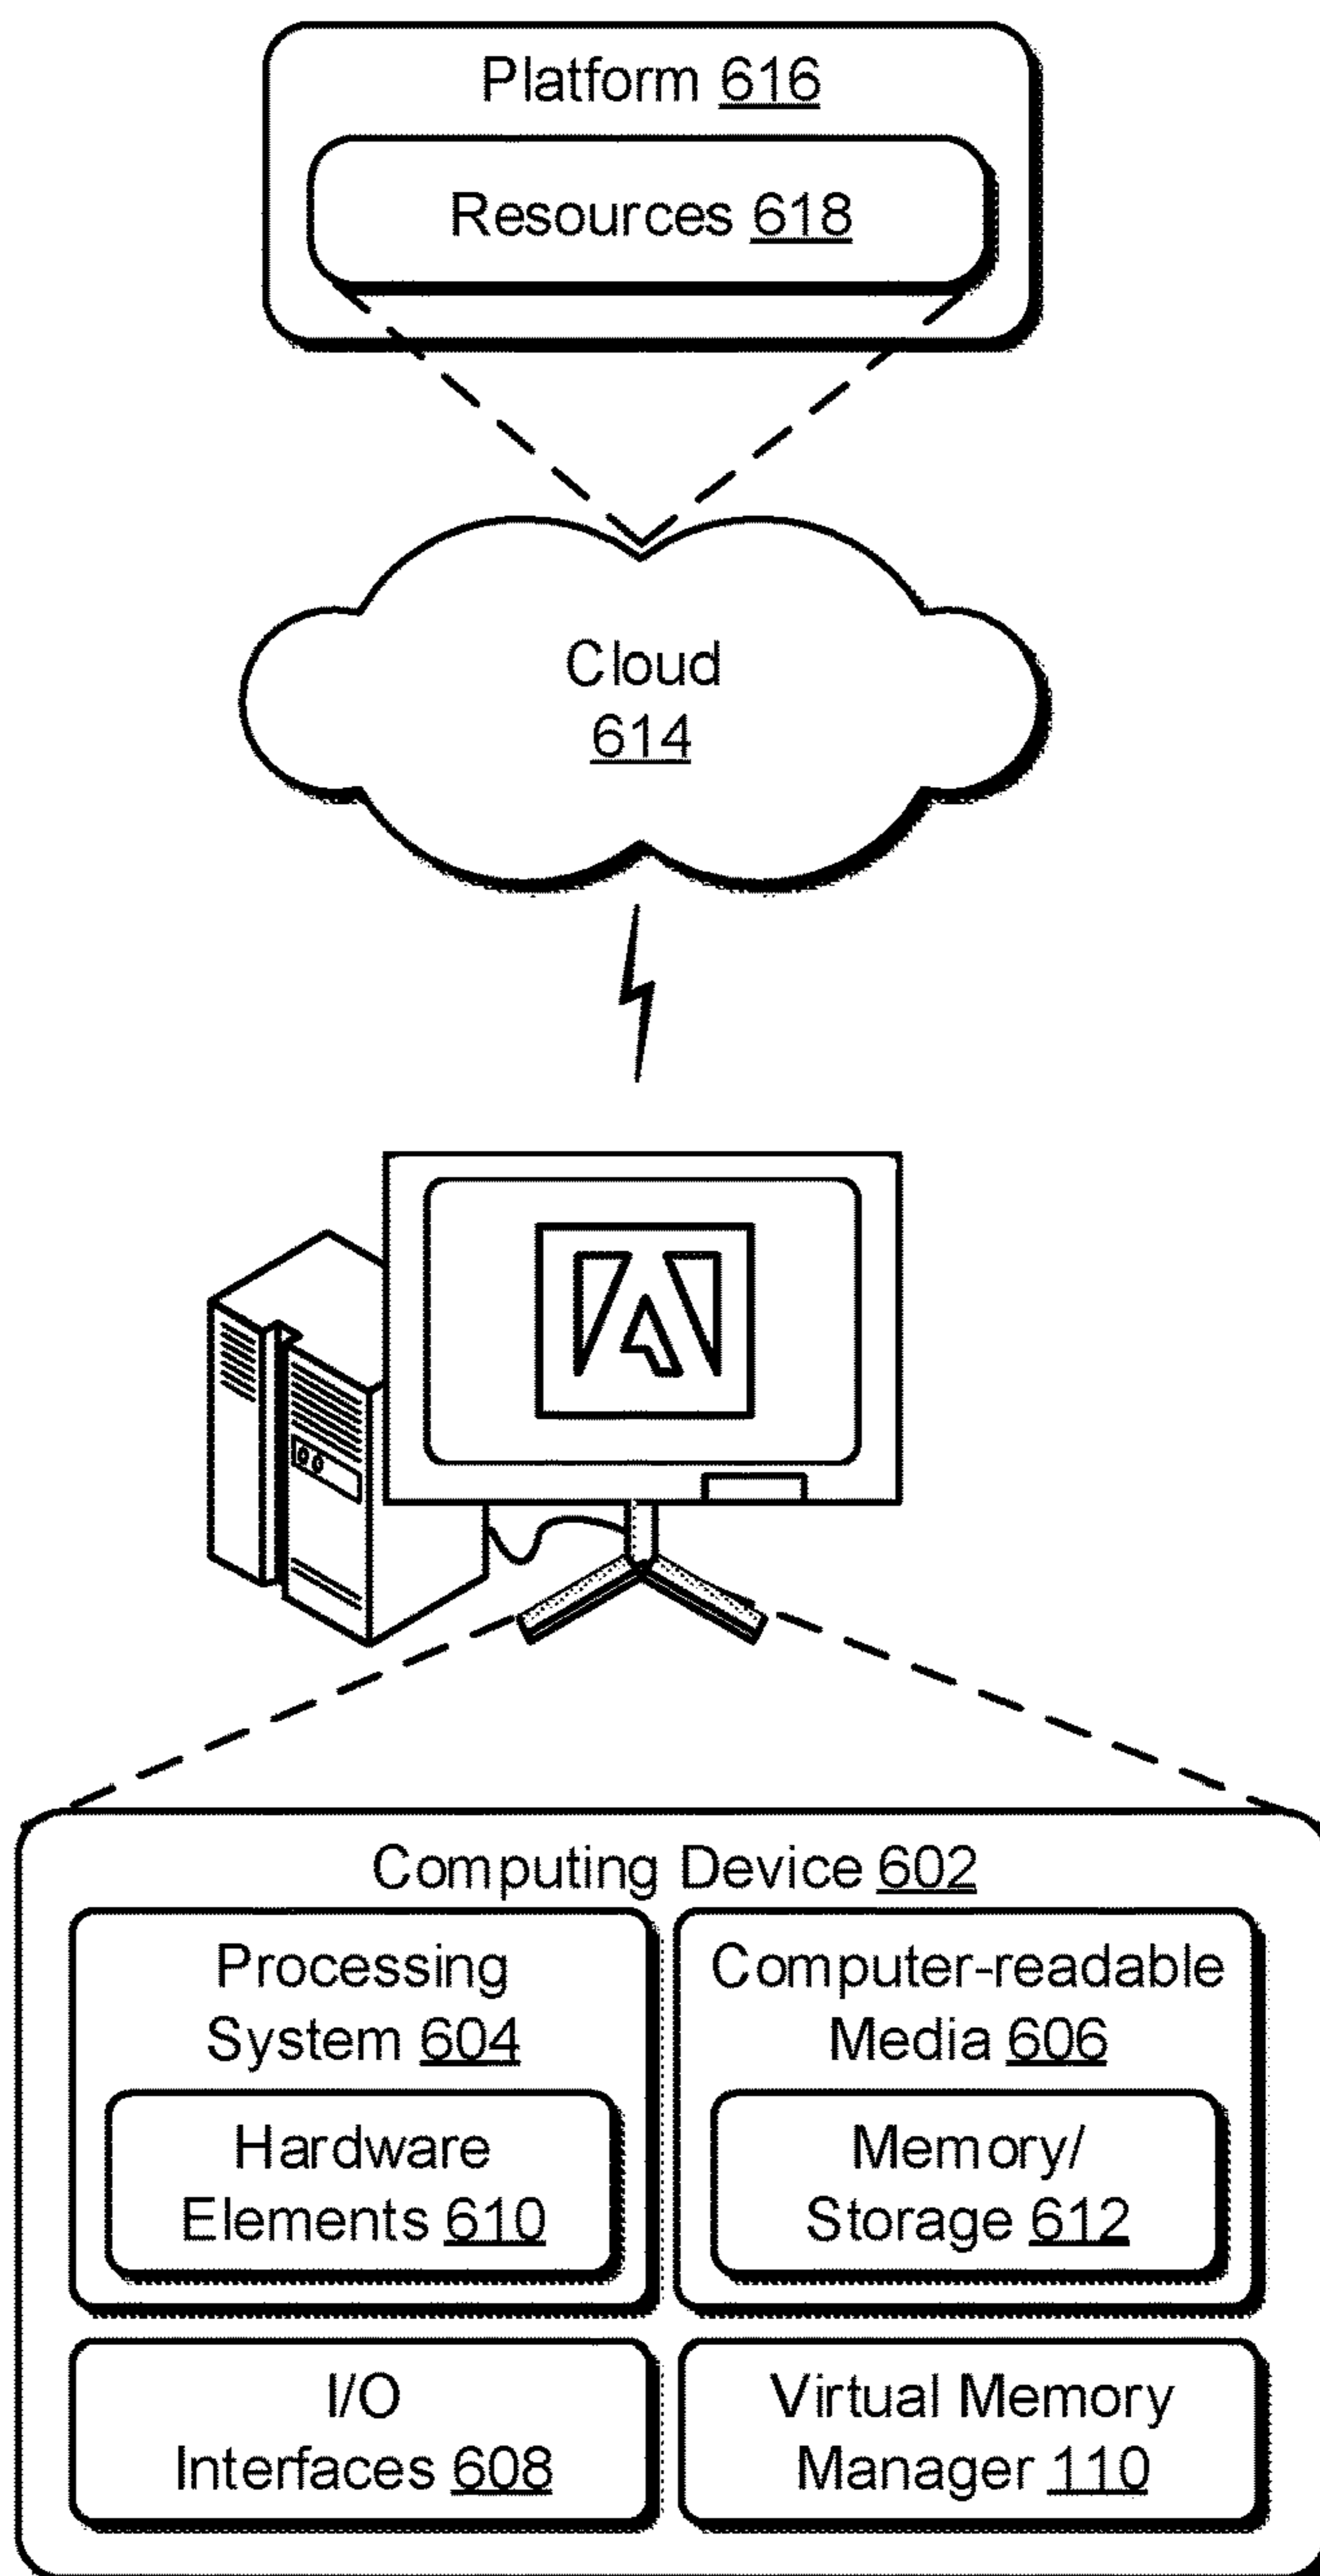 Platform 616
Resources 618
Cloud
614
Computing Device 602
Processing
System 604
Hardware
Elements 610
Computer-readable
Media 606
Memory/
Storage 612
I/O
Interfaces 608
Virtual Memory
Manager 110